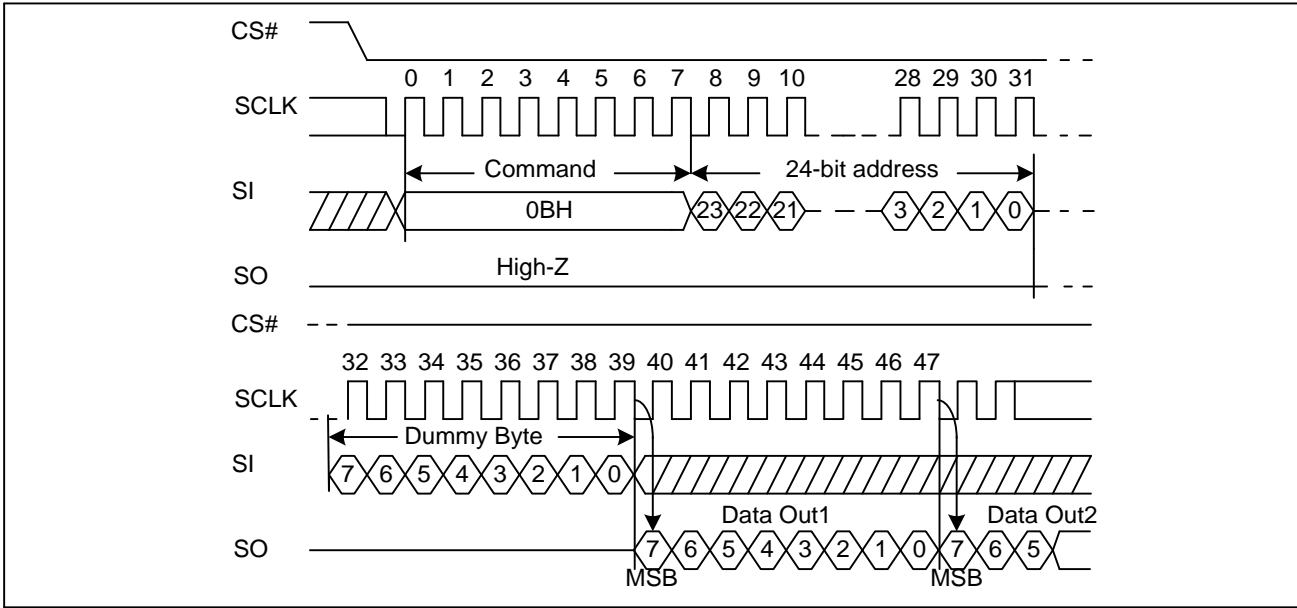 CS#
0 1 2 3 4 5 6 7 8 9 10 28 29 30 31
SCLK
Command 24-bit address
SI
0BH 23 22 21 3 2 1 0
High-Z
SO
CS#
32 33 34 35 36 37 38 39 40 41 42 43 44 45 46 47
SCLK
Dummy Byte
SI
7 6 5 4 3 2 1 0
Data Out1 Data Out2
SO
7 6 5 4 3 2 1 0 7 6 5
MSB MSB